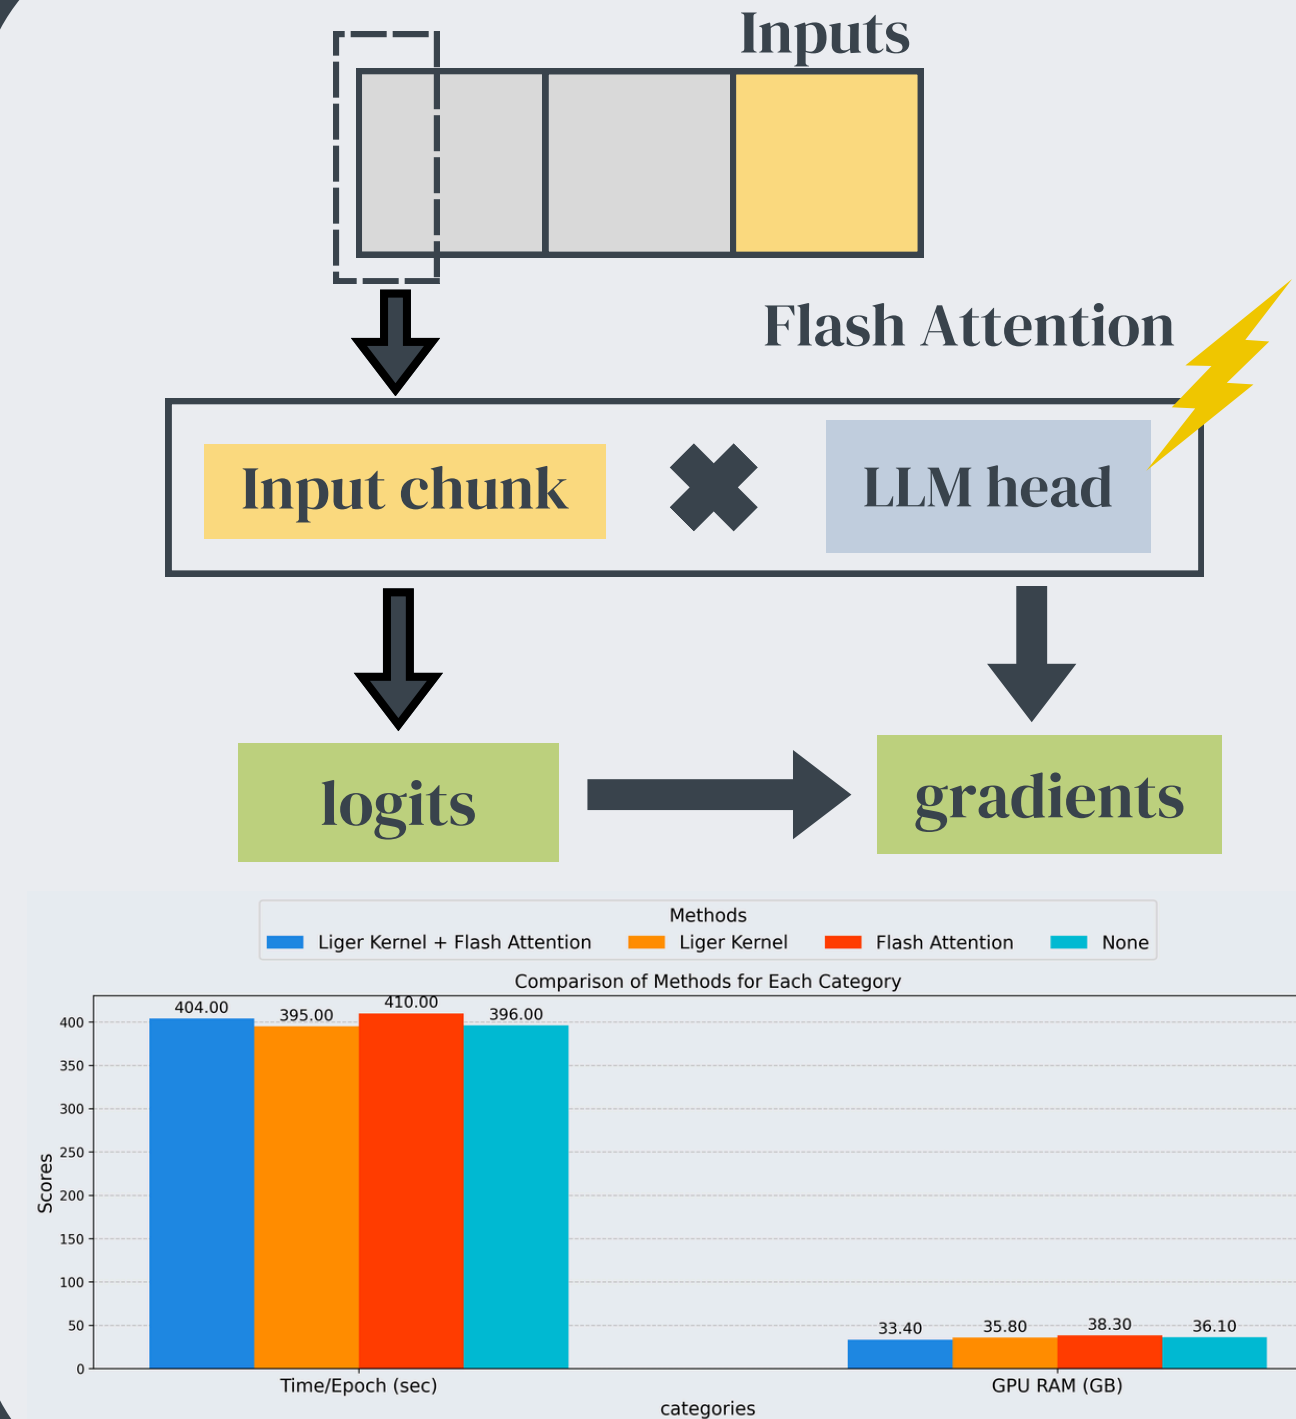 Inputs
Flash Attention
Input chunk
LLM head
logits
gradients
Methods
Liger Kernel + Flash Attention
Liger Kernel
Flash Attention
None
Comparison of Methods for Each Category
404.00
395.00
410.00
396.00
33.40
35.80
38.30
36.10
400
350
300
250
200
150
100
50
0
Scores
Time/Epoch (sec)
GPU RAM (GB)
categories